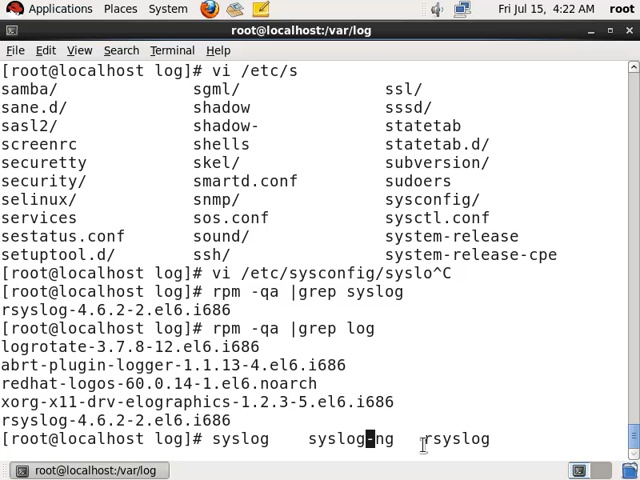 Applications Places System Fri Jul 15, 4:22 AM root
root@localhost:/var/log
File Edit View Search Terminal Help
[root@localhost log]# vi /etc/s
samba/ sgml/ ssl/
sane.d/ shadow sssd/
sasl2/ shadow- statetab
screenrc shells statetab.d/
securetty skel/ subversion/
security/ smartd.conf sudoers
selinux/ snmp/ sysconfig/
services sos.conf sysctl.conf
sestatus.conf sound/ system-release
setuptool.d/ ssh/ system-release-cpe
[root@localhost log]# vi /etc/sysconfig/syslo^C
[root@localhost log]# rpm -qa |grep syslog
rsyslog-4.6.2-2.el6.i686
[root@localhost log]# rpm -qa |grep log
logrotate-3.7.8-12.el6.i686
abrt-plugin-logger-1.1.13-4.el6.i686
redhat-logos-60.0.14-1.el6.noarch
xorg-x11-drv-elographics-1.2.3-5.el6.i686
rsyslog-4.6.2-2.el6.i686
[root@localhost log]# syslog syslog-ng rsyslog
root@localhost:/var/log